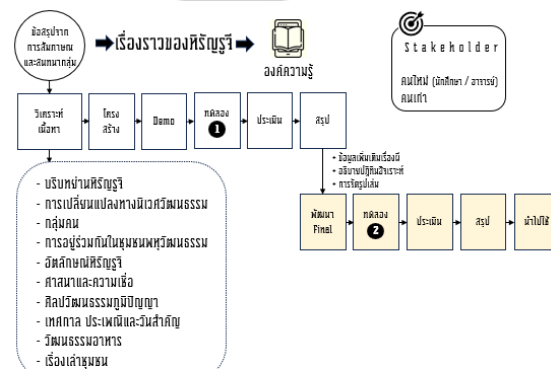 ข้อสรุปจาก
การสัมภาษณ์
และสนทนากลุ่ม
เรื่องราวของหิรัญรูจี
องค์ความรู้
Stakeholder
คนใหม่ (นักศึกษา / อาจารย์)
คนเก่า
วิเคราะห์
เนื้อหา
โครง
สร้าง
Demo
ทดลอง
1
ประเมิน
สรุป
+ ข้อมูลเพิ่มเติมเรื่องผี
+ อธิบายปฏิทินวิเราะห์
+ การจัดรูปเล่ม
พัฒนา
Final
ทดลอง
2
ประเมิน
สรุป
นำไปใช้
- บริบทย่านหิรัญรูจี
- การเปลี่ยนแปลงทางนิเวศวัฒนธรรม
- กลุ่มคน
- การอยู่ร่วมกันในชุมชนพหุวัฒนธรรม
- อัตลักษณ์หิรัญรูจี
- ศาสนาและความเชื่อ
- ศิลปวัฒนธรรมภูมิปัญญา
- เทศกาล ประเพณีและวันสำคัญ
- วัฒนธรรมอาหาร
- เรื่องเล่าชุมชน